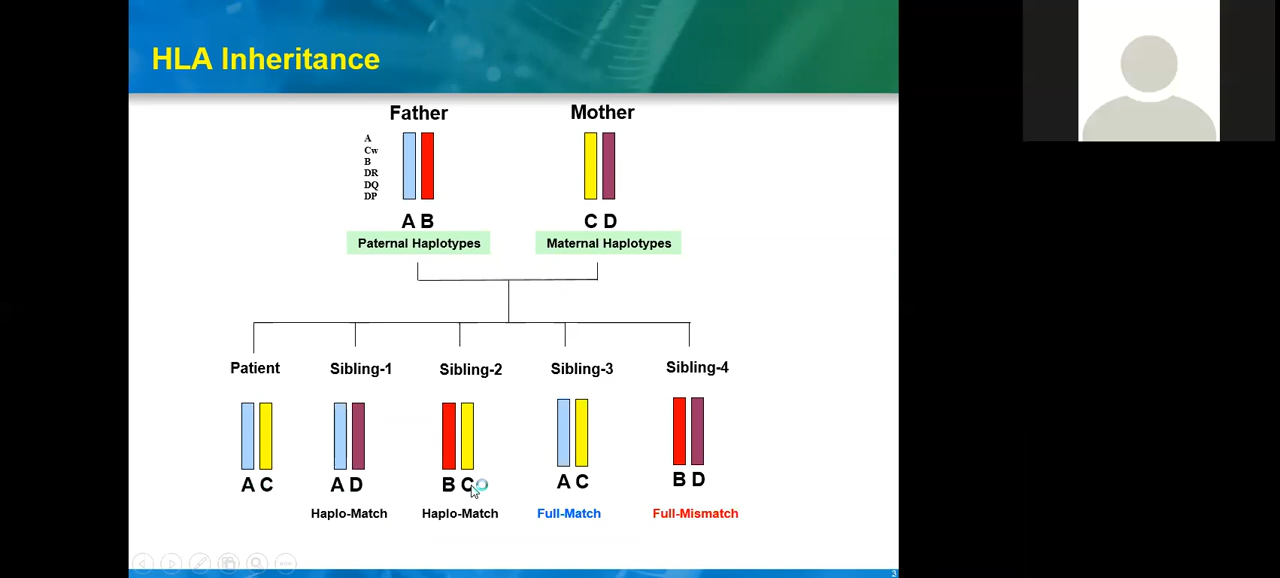 HLA Inheritance
Father Mother
A
Cw
B
DR
DQ
DP
A B C D
Paternal Haplotypes Maternal Haplotypes
Patient Sibling-1 Sibling-2 Sibling-3 Sibling-4
A C A D B C A C B D
Haplo-Match Haplo-Match Full-Match Full-Mismatch
3